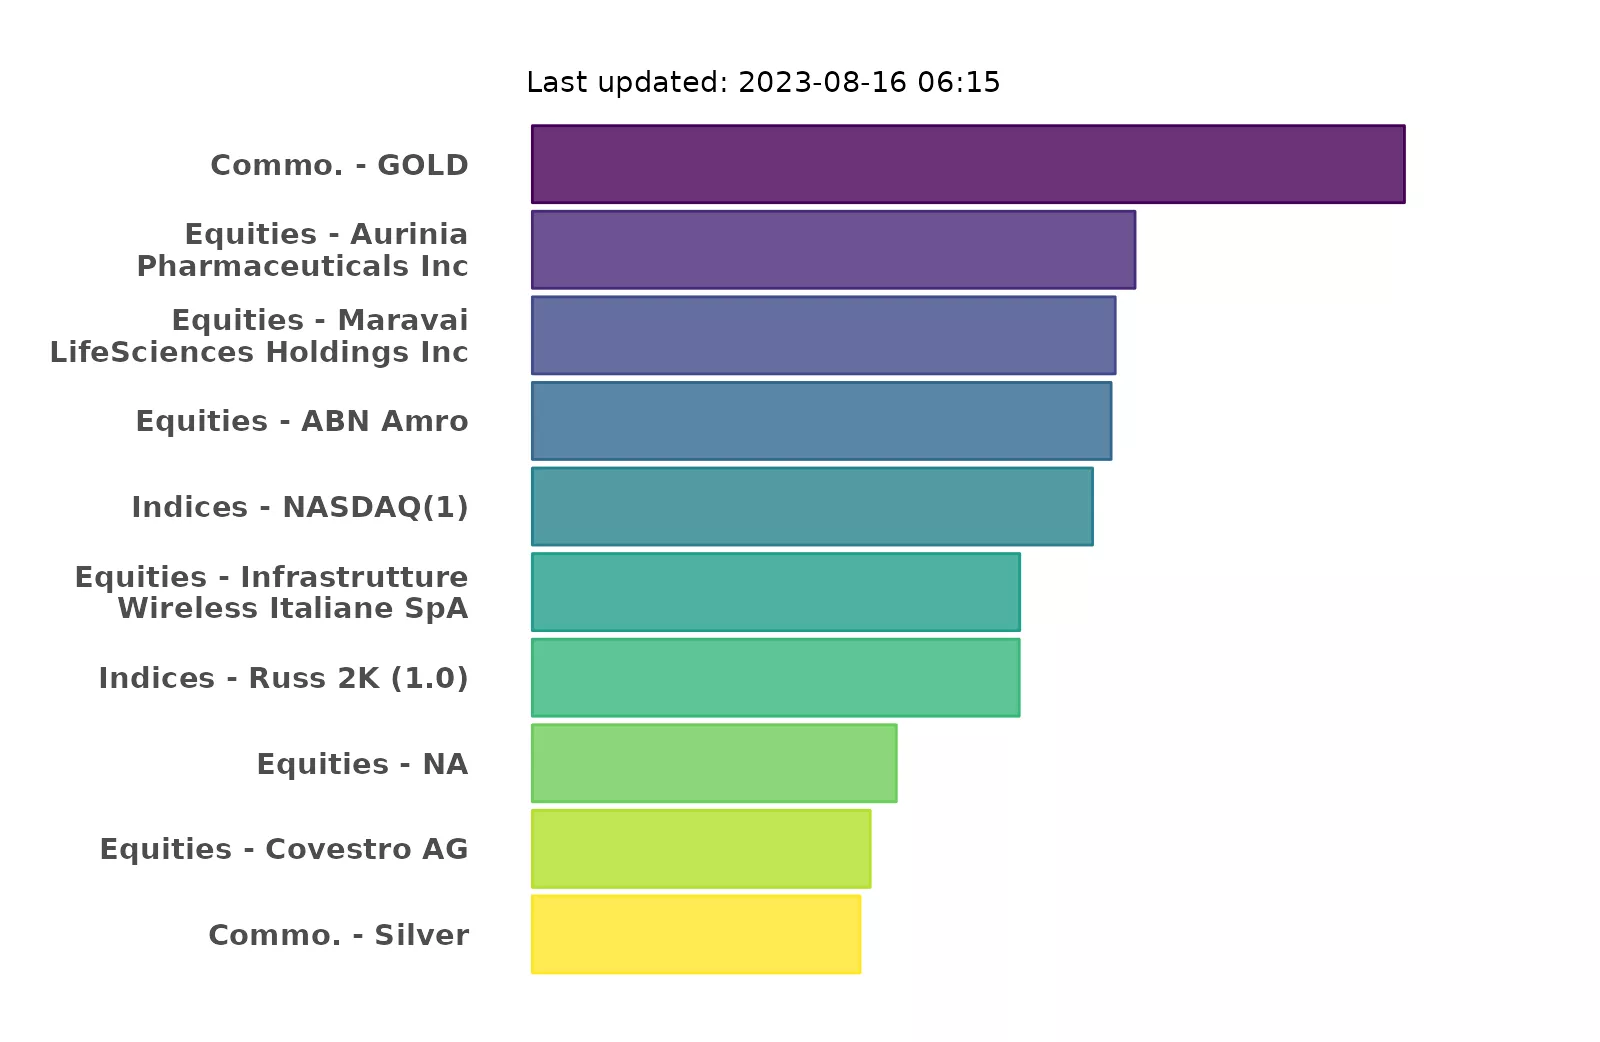 Last updated: 2023-08-16 06:15
Commo. - GOLD
Equities - Aurinia
Pharmaceuticals Inc
Equities - Maravai
LifeSciences Holdings Inc
Equities - ABN Amro
Indices - NASDAQ(1)
Equities - Infrastrutture
Wireless Italiane SpA
Indices - Russ 2K (1.0)
Equities - NA
Equities - Covestro AG
Commo. - Silver